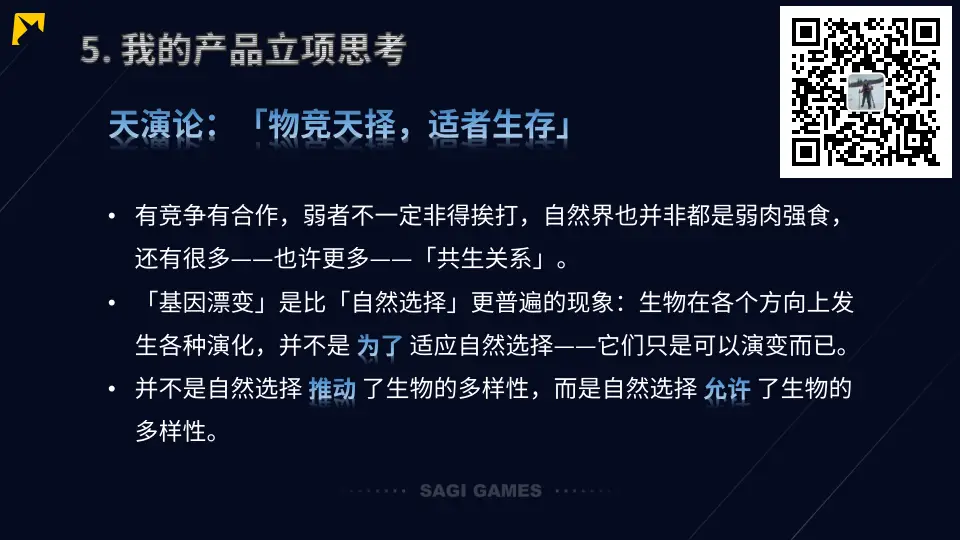 5. 我的产品立项思考
天演论：「物竞天择，适者生存」
• 有竞争有合作，弱者不一定非得挨打，自然界也并非都是弱肉强食，
还有很多——也许更多——「共生关系」。
• 「基因漂变」是比「自然选择」更普遍的现象：生物在各个方向上发
生各种演化，并不是 为了 适应自然选择——它们只是可以演变而已。
• 并不是自然选择 推动 了生物的多样性，而是自然选择 允许 了生物的
多样性。
SAGI GAMES